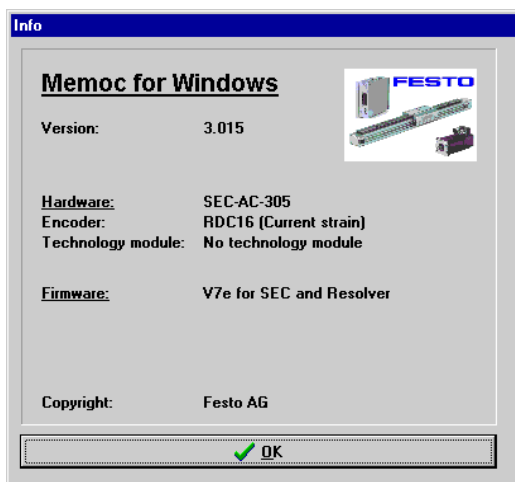 Info
Memoc for Windows
FESTO
Version: 3.015
Hardware: SEC-AC-305
Encoder: RDC16 (Current strain)
Technology module: No technology module
Firmware: V7e for SEC and Resolver
Copyright: Festo AG
OK